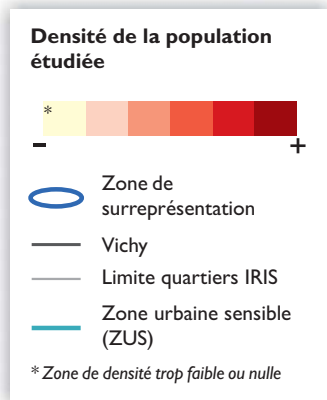 Densité de la population
étudiée
*
- +
Zone de
surreprésentation
Vichy
Limite quartiers IRIS
Zone urbaine sensible
(ZUS)
* Zone de densité trop faible ou nulle